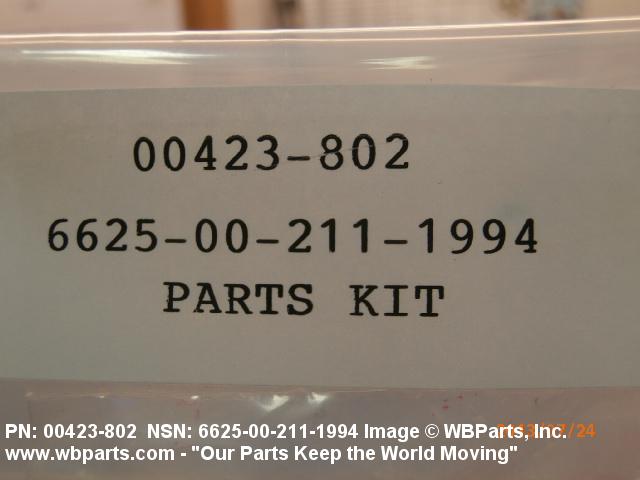 00423-802
6625-00-211-1994
PARTS KIT
PN: 00423-802 NSN: 6625-00-211-1994 Image © WBParts, Inc.
www.wbparts.com - "Our Parts Keep the World Moving"